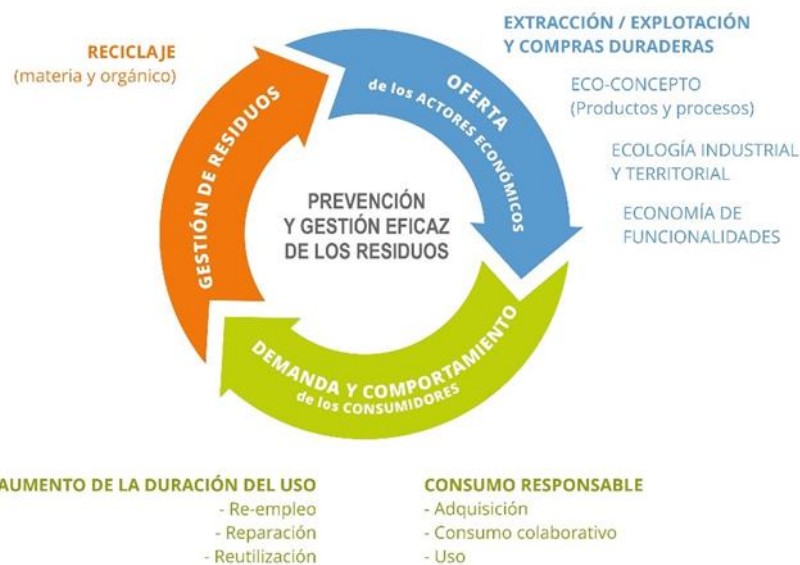 RECICLAJE
(materia y orgánico)
EXTRACCIÓN / EXPLOTACIÓN
Y COMPRAS DURADERAS
ECO-CONCEPTO
(Productos y procesos)
ECOLOGÍA INDUSTRIAL
Y TERRITORIAL
ECONOMÍA DE
FUNCIONALIDADES
GESTIÓN DE RESIDUOS
OFERTA
de los ACTORES ECONÓMICOS
PREVENCIÓN
Y GESTIÓN EFICAZ
DE LOS RESIDUOS
DEMANDA Y COMPORTAMIENTO
de los CONSUMIDORES
AUMENTO DE LA DURACIÓN DEL USO
- Re-empleo
- Reparación
- Reutilización
CONSUMO RESPONSABLE
- Adquisición
- Consumo colaborativo
- Uso